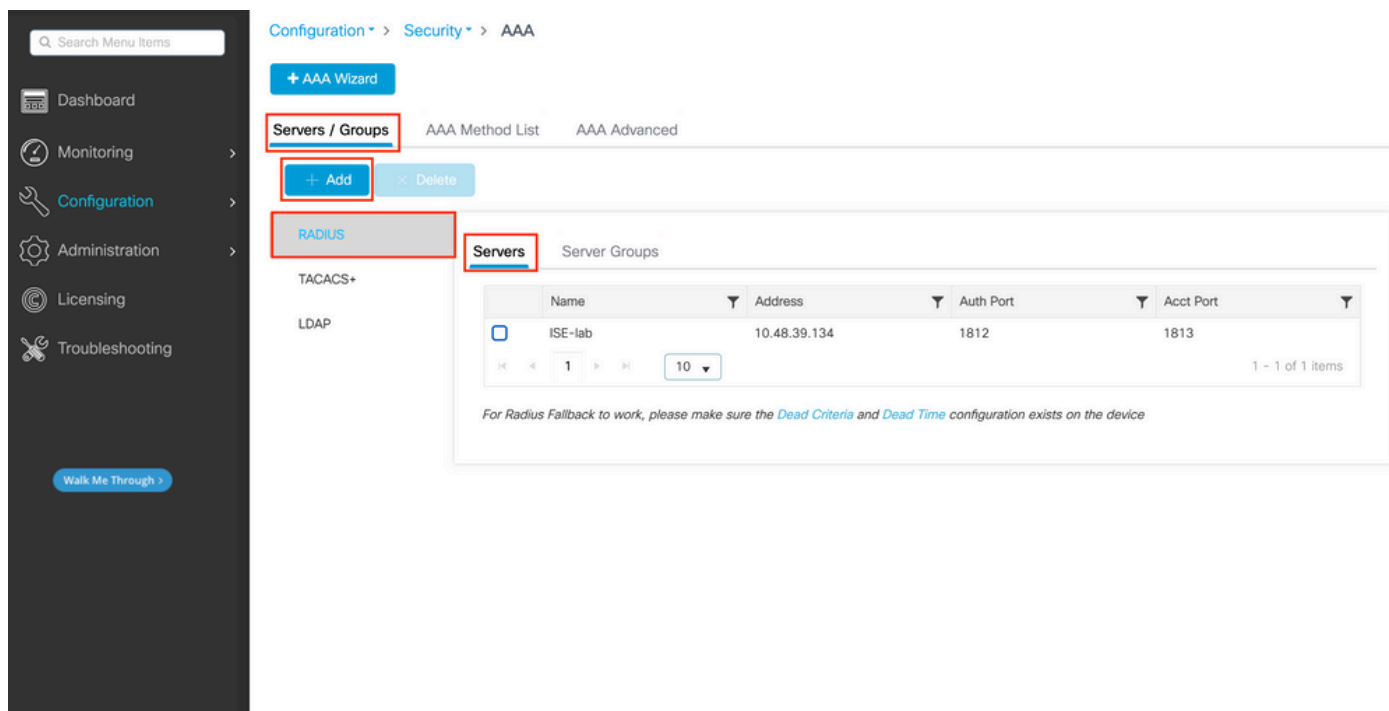 Search Menu Items
Dashboard
Monitoring
Configuration
Administration
Licensing
Troubleshooting
Walk Me Through >
Configuration > Security > AAA
+ AAA Wizard
Servers / Groups AAA Method List AAA Advanced
+ Add × Delete
RADIUS
TACACS+
LDAP
Servers Server Groups
Name Address Auth Port Acct Port
ISE-lab 10.48.39.134 1812 1813
1 10 1 - 1 of 1 items
For Radius Fallback to work, please make sure the Dead Criteria and Dead Time configuration exists on the device